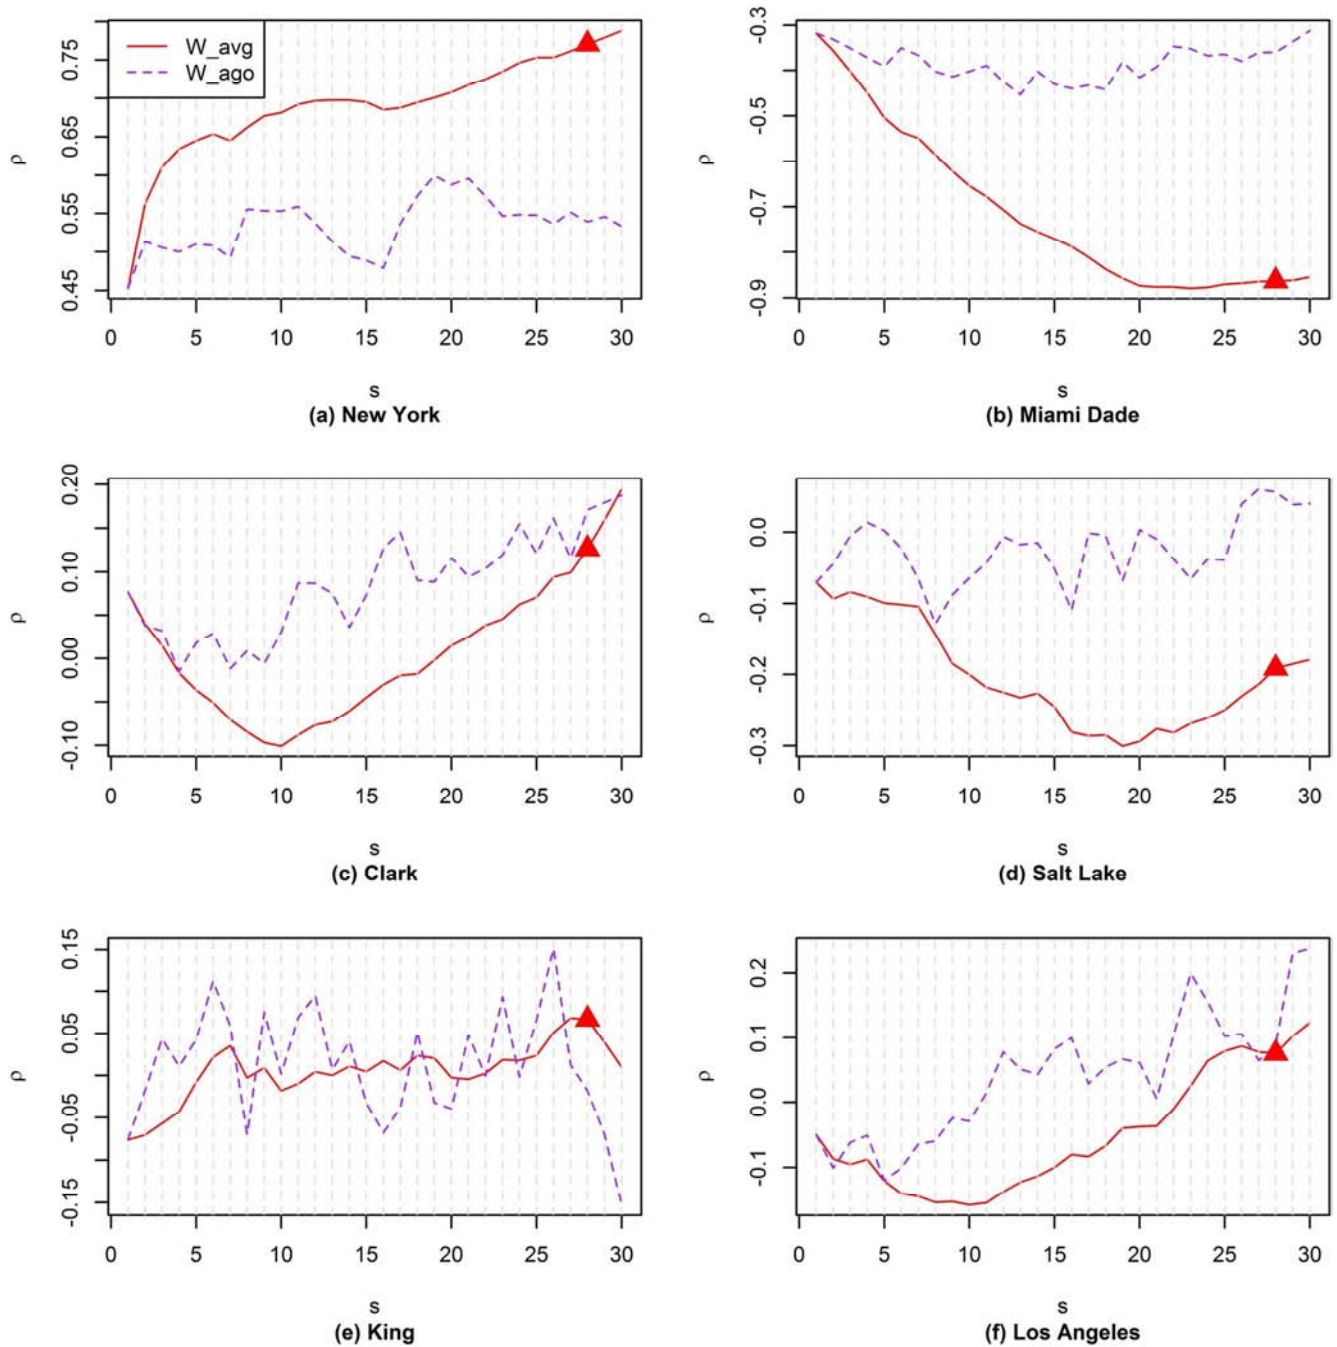 W_avg
W_ago
0.75
0.65
0.55
0.45
ρ
0 5 10 15 20 25 30
s
(a) New York
-0.3
-0.5
-0.7
-0.9
ρ
0 5 10 15 20 25 30
s
(b) Miami Dade
0.20
0.10
0.00
-0.10
ρ
0 5 10 15 20 25 30
s
(c) Clark
0.0
-0.1
-0.2
-0.3
ρ
0 5 10 15 20 25 30
s
(d) Salt Lake
0.15
0.05
-0.05
-0.15
ρ
0 5 10 15 20 25 30
s
(e) King
0.2
0.1
0.0
-0.1
ρ
0 5 10 15 20 25 30
s
(f) Los Angeles